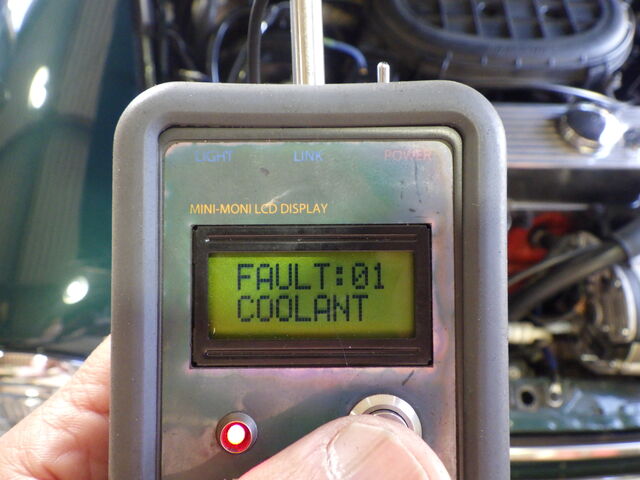 LIGHT LINK POWER
MINI-MONI LCD DISPLAY
FAULT:01
COOLANT